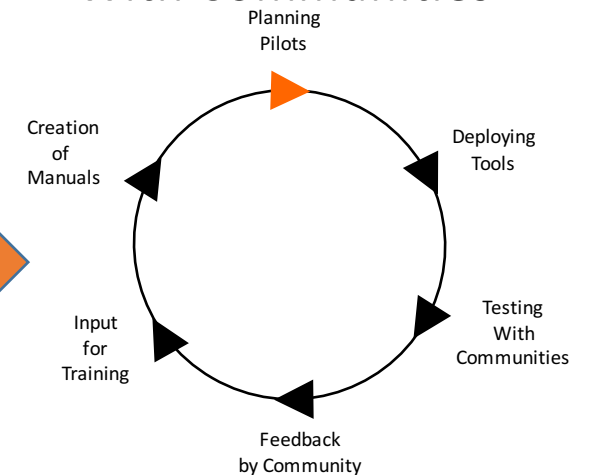 Planning
Pilots
Deploying
Tools
Testing
With
Communities
Feedback
by Community
Input
for
Training
Creation
of
Manuals